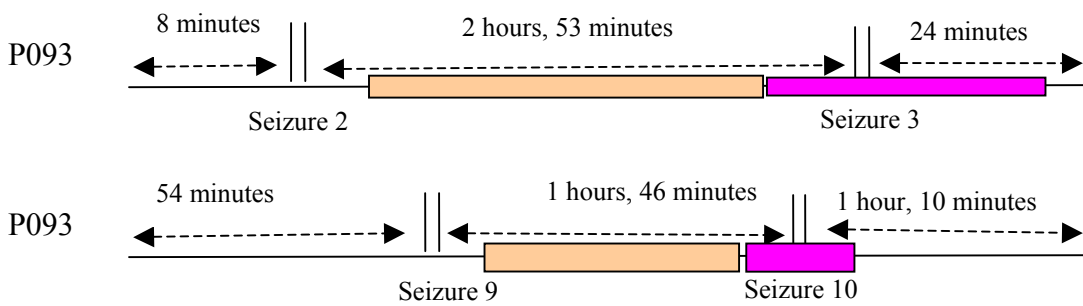 8 minutes
2 hours, 53 minutes
24 minutes
P093
Seizure 2
Seizure 3
54 minutes
1 hours, 46 minutes
1 hour, 10 minutes
P093
Seizure 9
Seizure 10